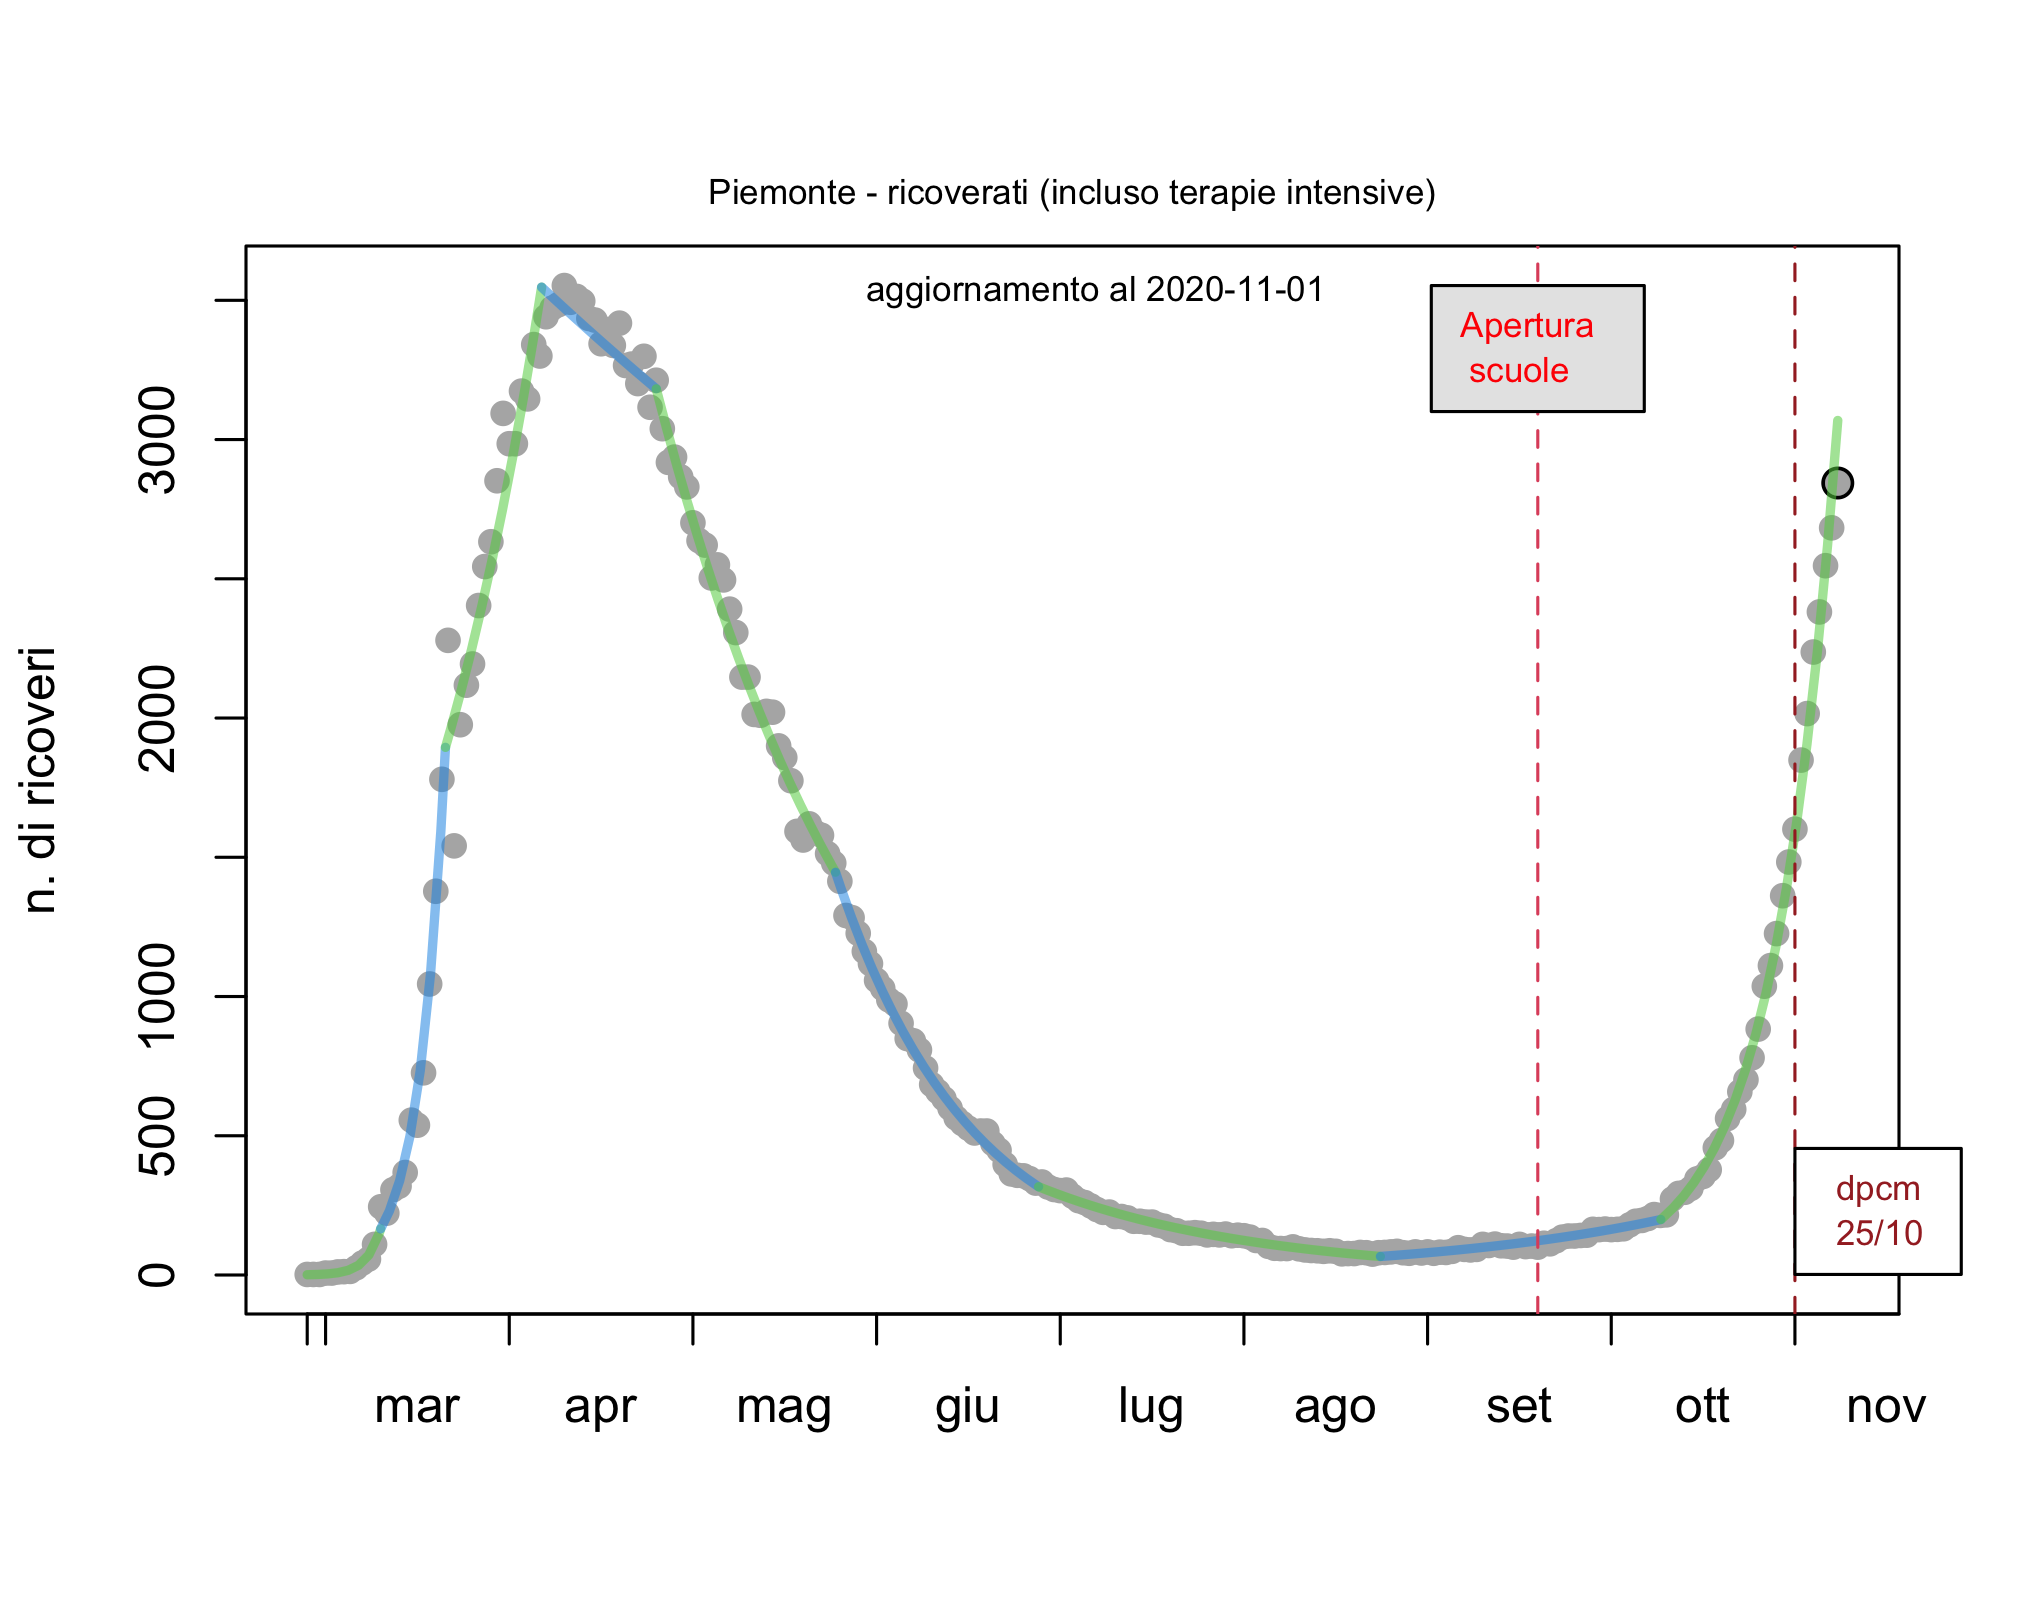 Piemonte - ricoverati (incluso terapie intensive)
aggiornamento al 2020-11-01
Apertura
scuole
n. di ricoveri
3000
2000
1000
500
0
dpcm
25/10
mar apr mag giu lug ago set ott nov